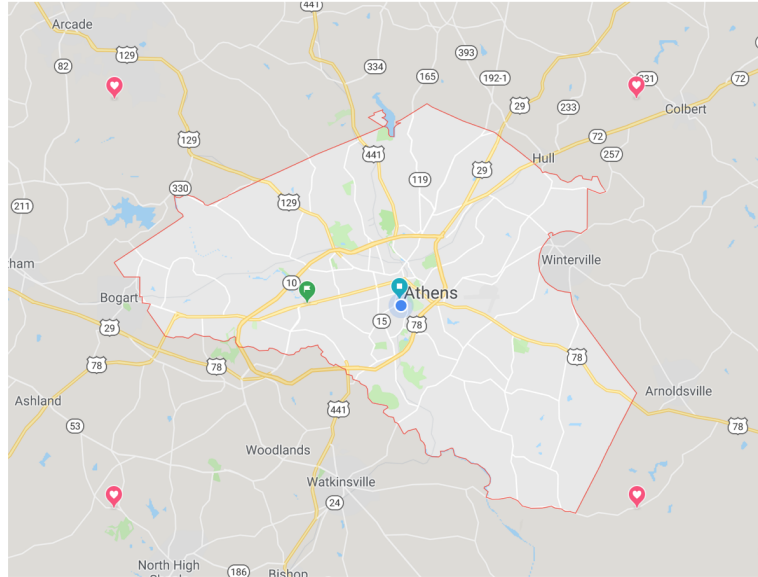 441
Arcade
129
82
334
393
165
192-1
231
72
29
233
Colbert
129
72
441
257
Hull
119
29
330
129
211
Winterville
10
Bogart
Athens
15
78
29
78
78
78
Arnoldsville
Ashland
441
53
78
Woodlands
Watkinsville
24
North High
186
Bishop